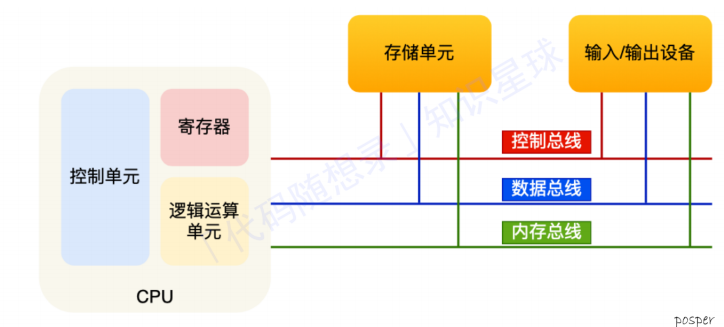 存储单元
输入/输出设备
控制单元
寄存器
逻辑运算
单元
CPU
控制总线
数据总线
内存总线
｜代码随想录｜知识星球
posper